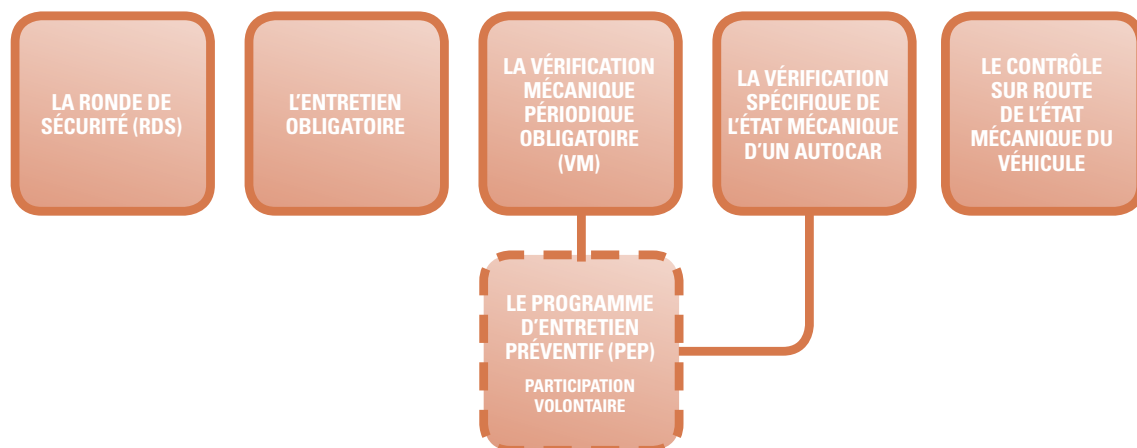 LA RONDE DE
SÉCURITÉ (RDS)
L'ENTRETIEN
OBLIGATOIRE
LA VÉRIFICATION
MÉCANIQUE
PÉRIODIQUE
OBLIGATOIRE
(VM)
LA VÉRIFICATION
SPÉCIFIQUE DE
L'ÉTAT MÉCANIQUE
D'UN AUTOCAR
LE CONTRÔLE
SUR ROUTE
DE L'ÉTAT
MÉCANIQUE DU
VÉHICULE
LE PROGRAMME
D'ENTRETIEN
PRÉVENTIF (PEP)
PARTICIPATION
VOLONTAIRE